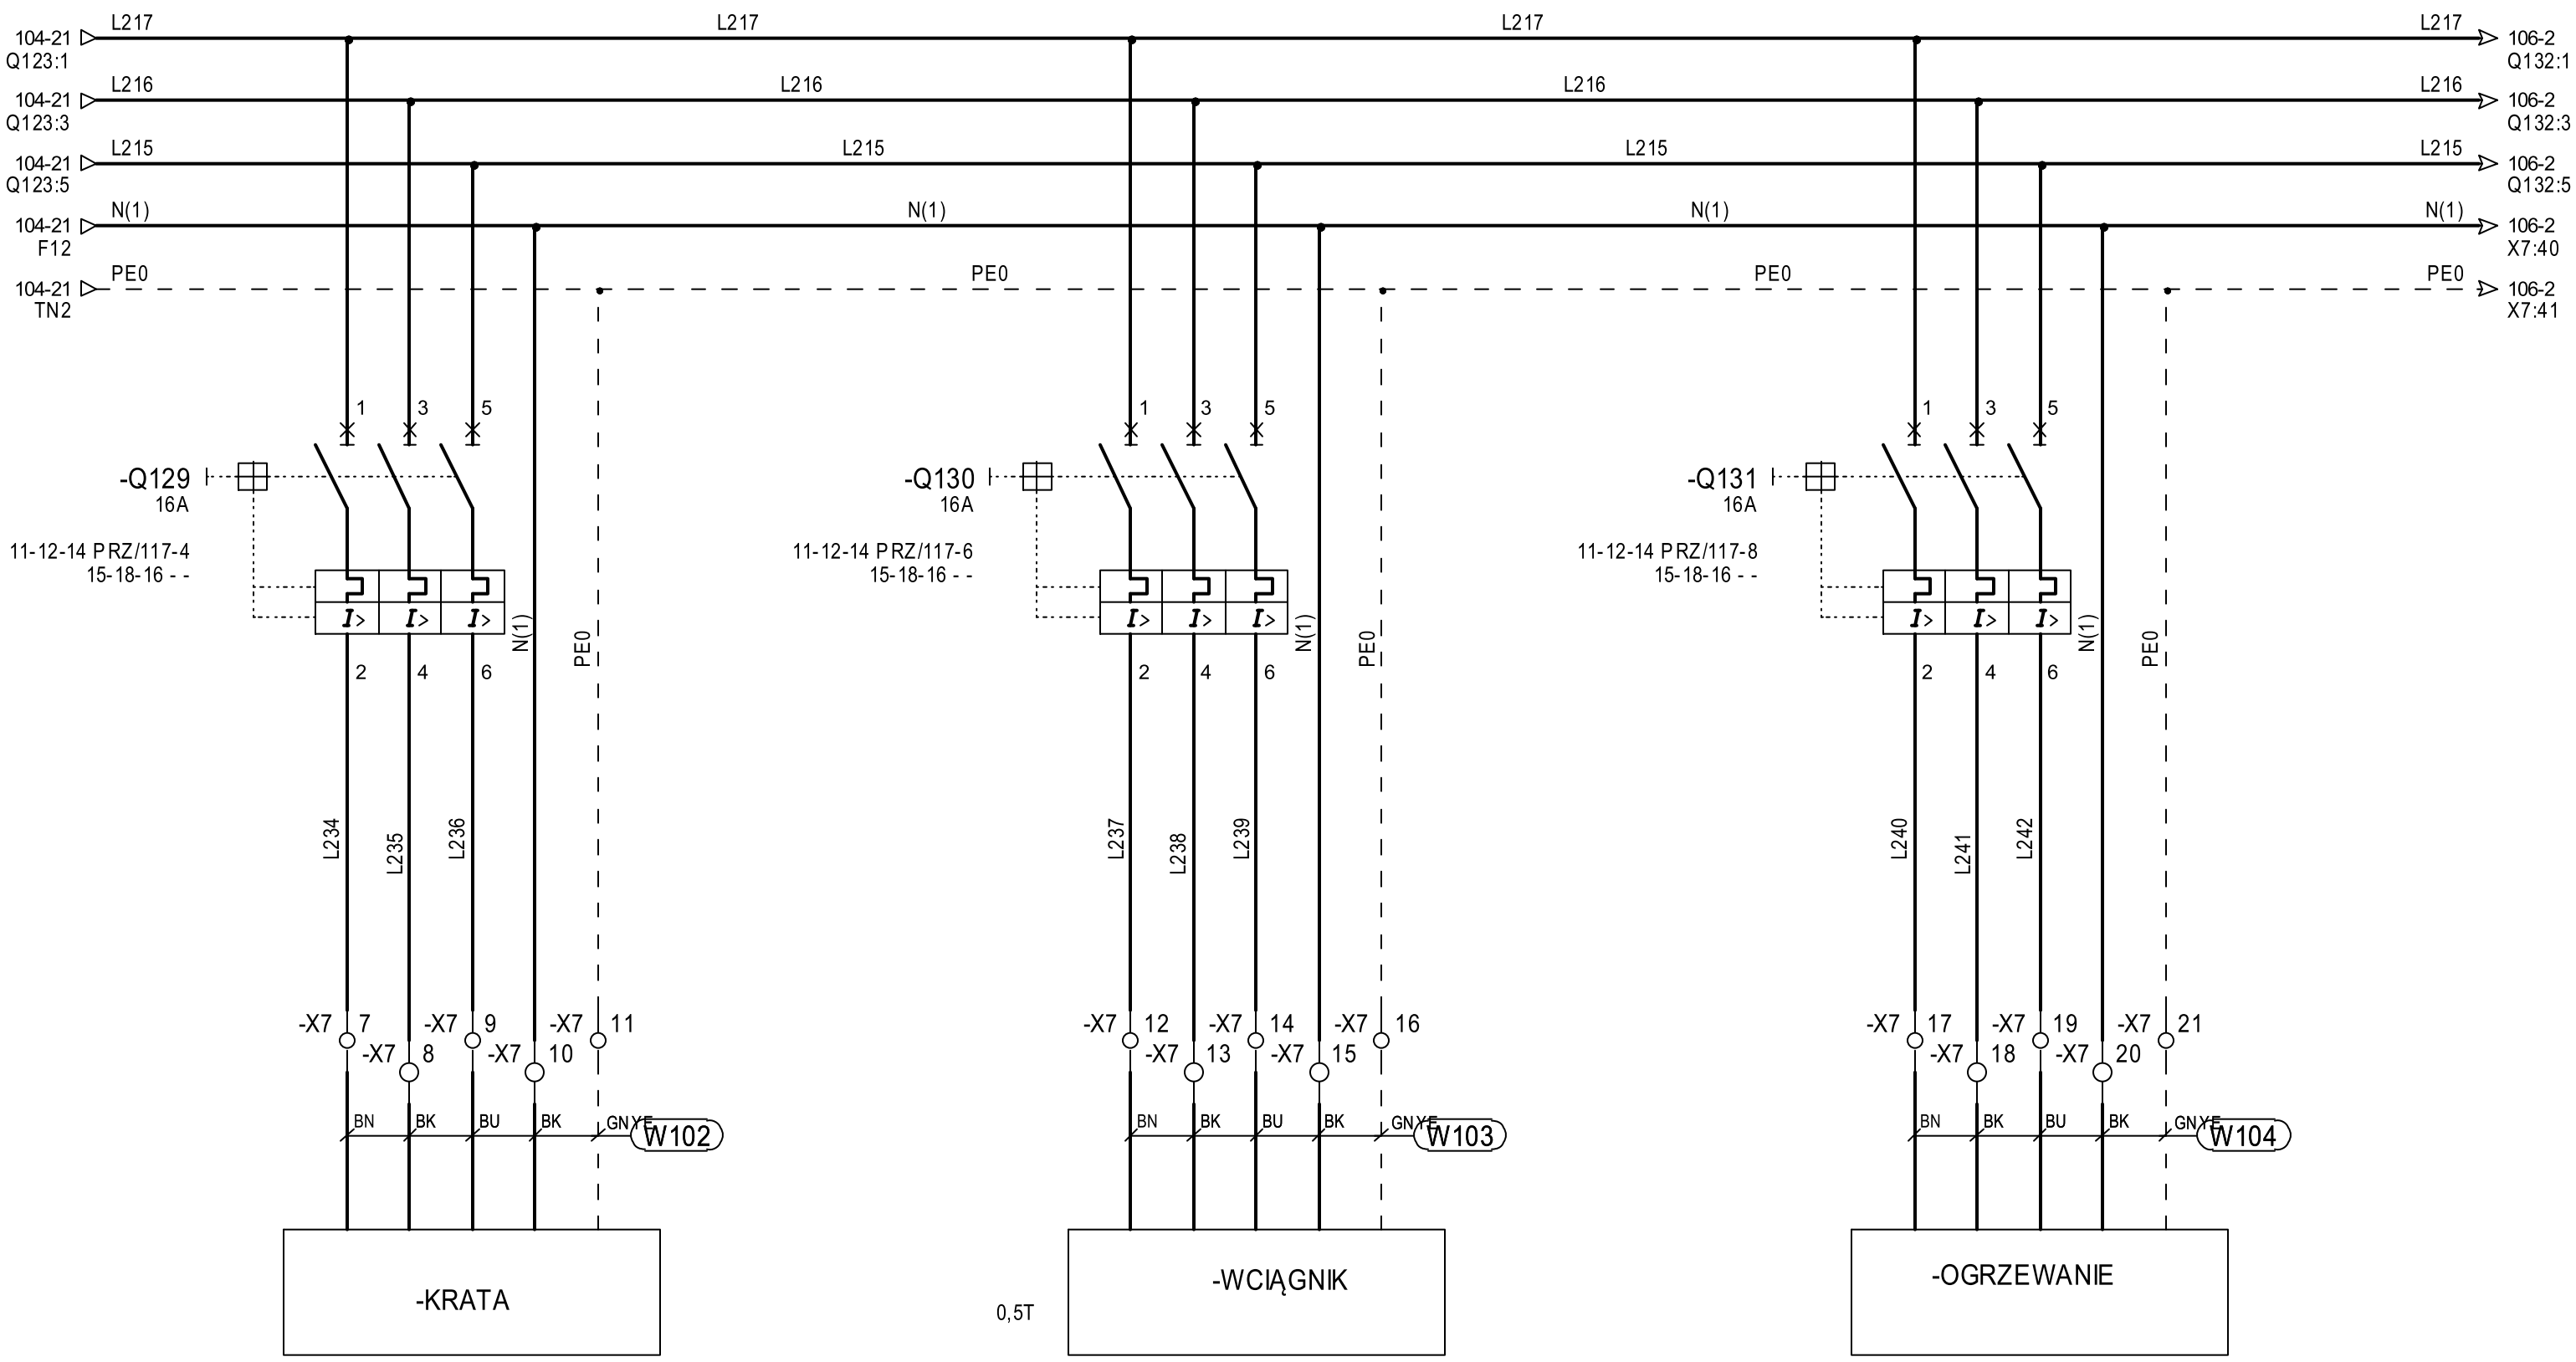 L217 L217 L217 L217
104-21 106-2
Q123:1 Q132:1
L216 L216 L216 L216
104-21 106-2
Q123:3 Q132:3
L215 L215 L215 L215
104-21 106-2
Q123:5 Q132:5
N(1) N(1) N(1) N(1)
104-21 106-2
F12 X7:40
PE0 PE0 PE0 PE0
104-21 106-2
TN2 X7:41
1 3 5 1 3 5 1 3 5
-Q129 -Q130 -Q131
16A 16A 16A
11-12-14 PRZ/117-4 11-12-14 PRZ/117-6 11-12-14 PRZ/117-8
15-18-16 - - 15-18-16 - - 15-18-16 - -
I> I> I> I> I> I> I> I> I>
N(1) PE0 N(1) PE0 N(1) PE0
2 4 6 2 4 6 2 4 6
L234 L235 L236 L237 L238 L239 L240 L241 L242
-X7 7 -X7 9 -X7 11 -X7 12 -X7 14 -X7 16 -X7 17 -X7 19 -X7 21
-X7 8 -X7 10 -X7 13 -X7 15 -X7 18 -X7 20
BN BK BU BK GNYE BN BK BU BK GNYE BN BK BU BK GNYE
W102 W103 W104
-KRATA -WCIĄGNIK -OGRZEWANIE
0,5T